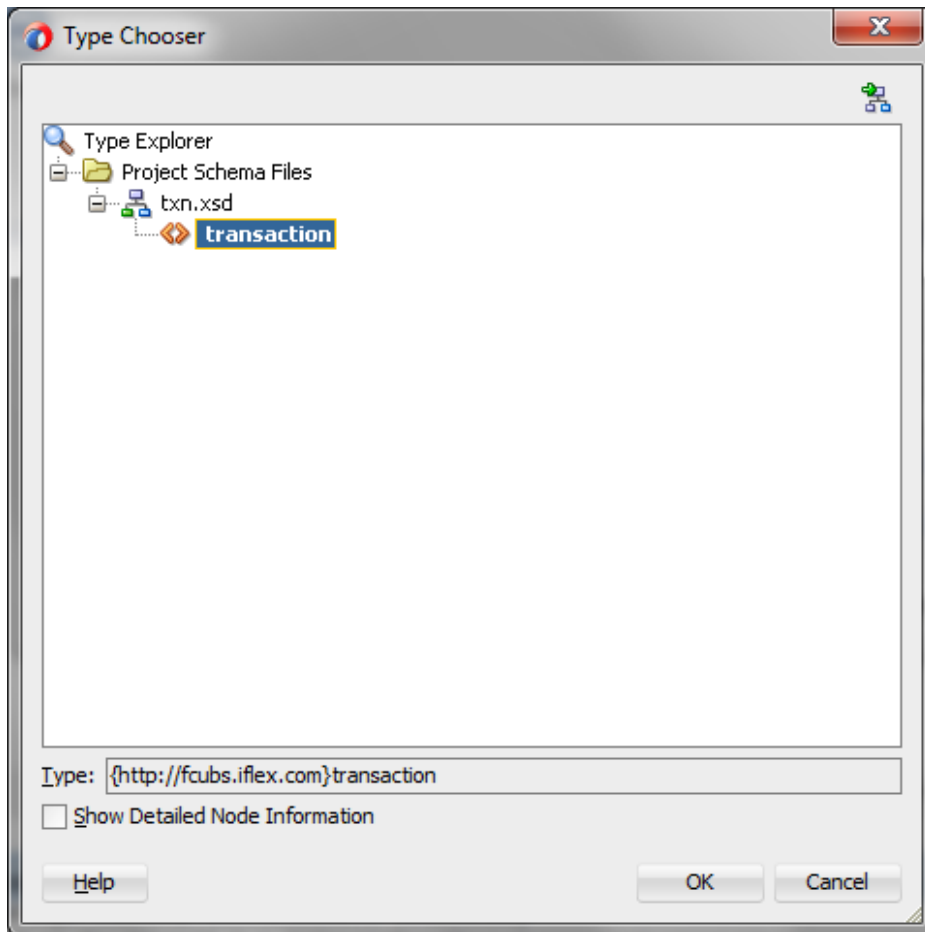 Type Chooser
Type Explorer
Project Schema Files
txn.xsd
transaction
Type: {http://fcubs.iflex.com}transaction
Show Detailed Node Information
Help OK Cancel